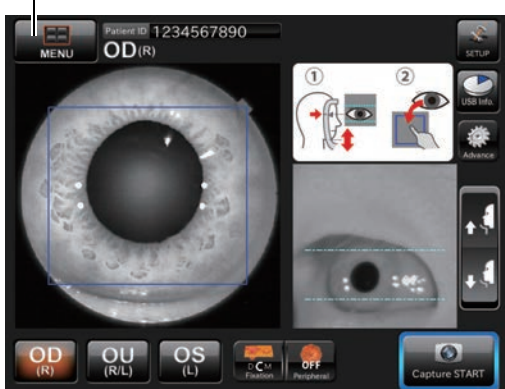 MENU
Patient ID 1234567890
OD(R)
SETUP
1 2
USB Info.
Advance
OD
(R)
OU
(R/L)
OS
(L)
D C M
Fixation
OFF
Peripheral
Capture START